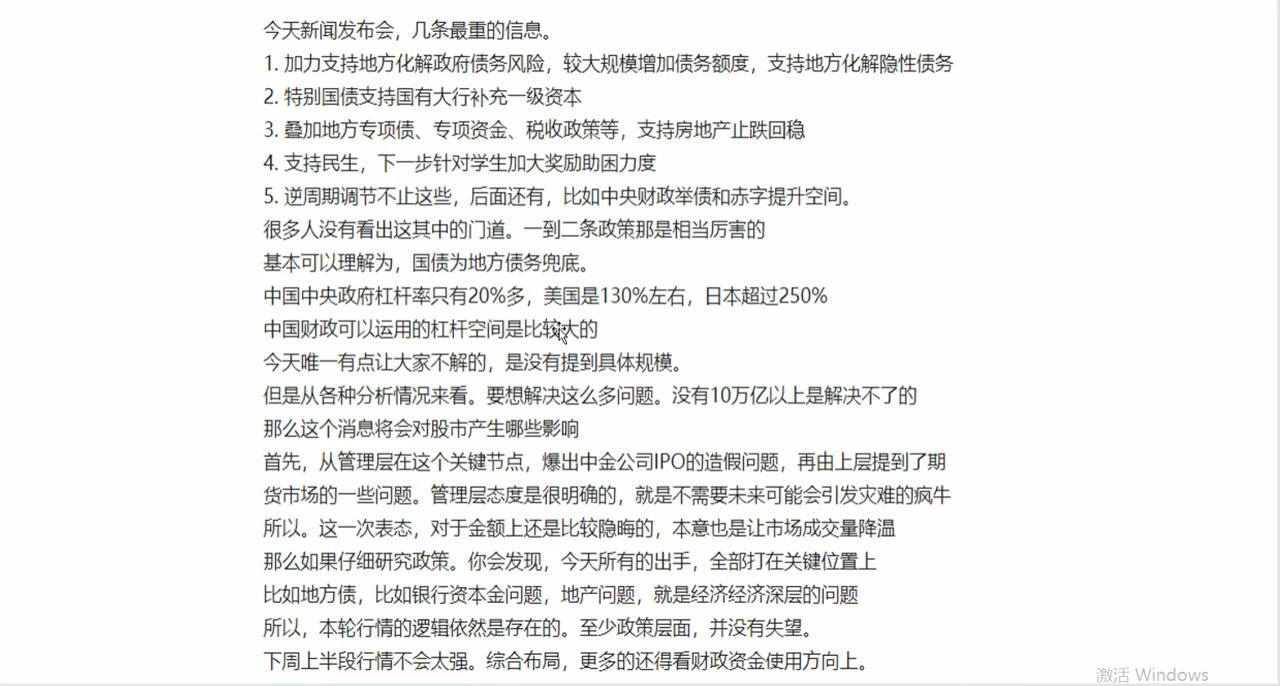 今天新闻发布会，几条最重的信息。
1. 加力支持地方化解政府债务风险，较大规模增加债务额度，支持地方化解隐性债务
2. 特别国债支持国有大行补充一级资本
3. 叠加地方专项债、专项资金、税收政策等，支持房地产止跌回稳
4. 支持民生，下一步针对学生加大奖励助困力度
5. 逆周期调节不止这些，后面还有，比如中央财政举债和赤字提升空间。
很多人没有看出这其中的门道。一到二条政策那是相当厉害的
基本可以理解为，国债为地方债务兜底。
中国中央政府杠杆率只有20%多，美国是130%左右，日本超过250%
中国财政可以运用的杠杆空间是比较大的
今天唯一有点让大家不解的，是没有提到具体规模。
但是从各种分析情况来看。要想解决这么多问题。没有10万亿以上是解决不了的
那么这个消息将会对股市产生哪些影响
首先，从管理层在这个关键节点，爆出中金公司IPO的造假问题，再由上层提到了期
货市场的一些问题。管理层态度是很明确的，就是不需要未来可能会引发灾难的疯牛
所以。这一次表态，对于金额上还是比较隐晦的，本意也是让市场成交量降温
那么如果仔细研究政策。你会发现，今天所有的出手，全部打在关键位置上
比如地方债，比如银行资本金问题，地产问题，就是经济经济深层的问题
所以，本轮行情的逻辑依然是存在的。至少政策层面，并没有失望。
下周上半段行情不会太强。综合布局，更多的还得看财政资金使用方向上。
激活 Windows